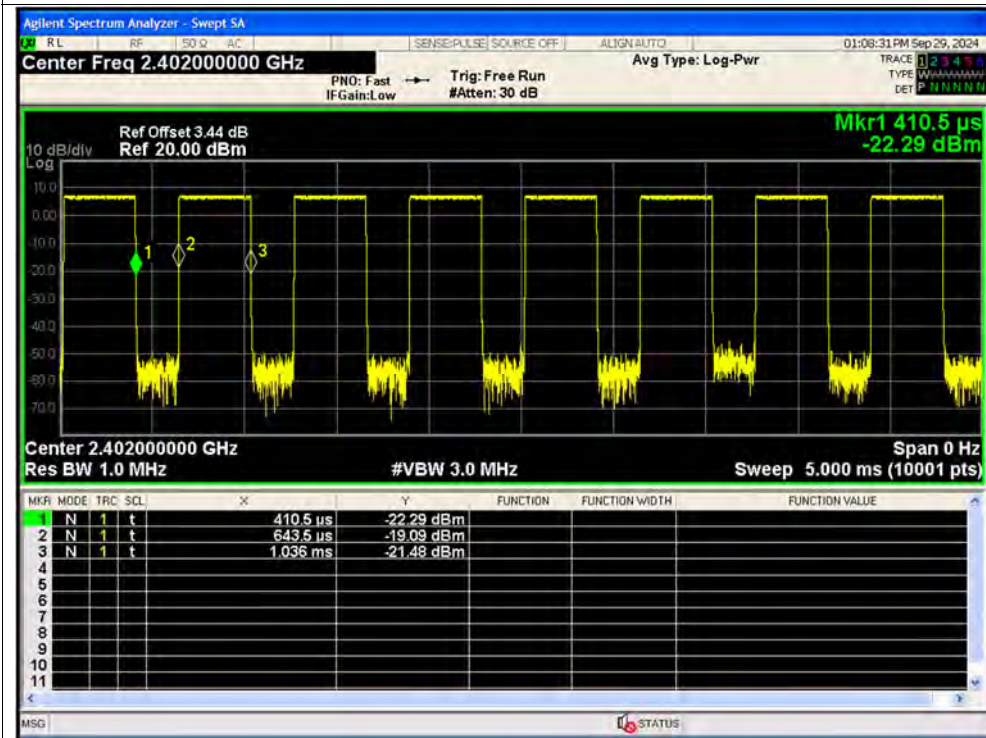 Agilent Spectrum Analyzer - Swept SA
RL RF 50 Ω AC SENSE:PULSE SOURCE OFF ALIGN AUTO 01:08:31 PM Sep 29, 2024
Center Freq 2.402000000 GHz Avg Type: Log-Pwr TRACE 1 2 3 4 5 6
PNO: Fast Trig: Free Run TYPE
IFGain:Low #Atten: 30 dB DET P N N N N N
Mkr1 410.5 µs
Ref Offset 3.44 dB
10 dB/div Ref 20.00 dBm -22.29 dBm
Log
10.0
0.00
-10.0
-20.0
-30.0
-40.0
-50.0
-60.0
-70.0
1
2
3
Center 2.402000000 GHz Span 0 Hz
Res BW 1.0 MHz #VBW 3.0 MHz Sweep 5.000 ms (10001 pts)
MKR MODE TRC SCL X Y FUNCTION FUNCTION WIDTH FUNCTION VALUE
1 N 1 t 410.5 µs -22.29 dBm
2 N 1 t 643.5 µs -19.09 dBm
3 N 1 t 1.036 ms -21.48 dBm
4
5
6
7
8
9
10
11
MSG STATUS